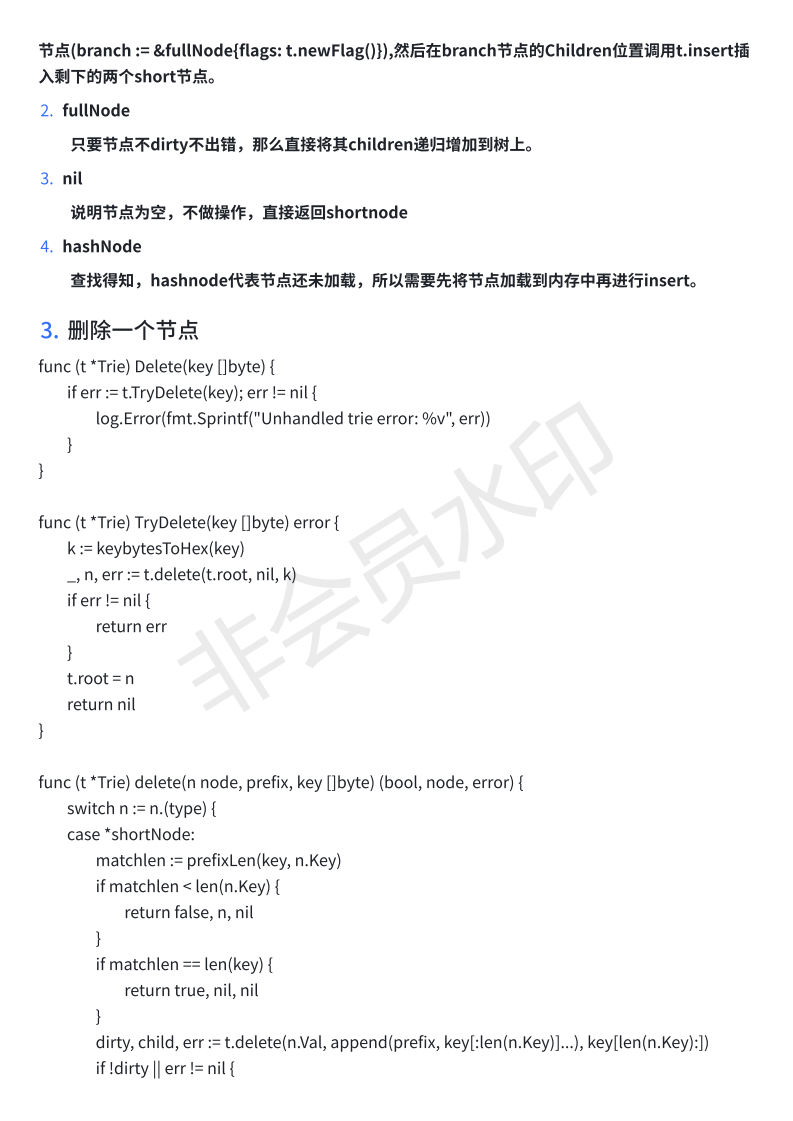 节点(branch := &fullNode{flags: t.newFlag()}),然后在branch节点的Children位置调用t.insert插
入剩下的两个short节点。
2. fullNode
只要节点不dirty不出错，那么直接将其children递归增加到树上。
3. nil
说明节点为空，不做操作，直接返回shortnode
4. hashNode
查找得知，hashnode代表节点还未加载，所以需要先将节点加载到内存中再进行insert。
3. 删除一个节点
func (t *Trie) Delete(key []byte) {
if err := t.TryDelete(key); err != nil {
log.Error(fmt.Sprintf("Unhandled trie error: %v", err))
}
}
func (t *Trie) TryDelete(key []byte) error {
k := keybytesToHex(key)
_, n, err := t.delete(t.root, nil, k)
if err != nil {
return err
}
t.root = n
return nil
}
func (t *Trie) delete(n node, prefix, key []byte) (bool, node, error) {
switch n := n.(type) {
case *shortNode:
matchlen := prefixLen(key, n.Key)
if matchlen < len(n.Key) {
return false, n, nil
}
if matchlen == len(key) {
return true, nil, nil
}
dirty, child, err := t.delete(n.Val, append(prefix, key[:len(n.Key)]...), key[len(n.Key):])
if !dirty || err != nil {
非会员水印